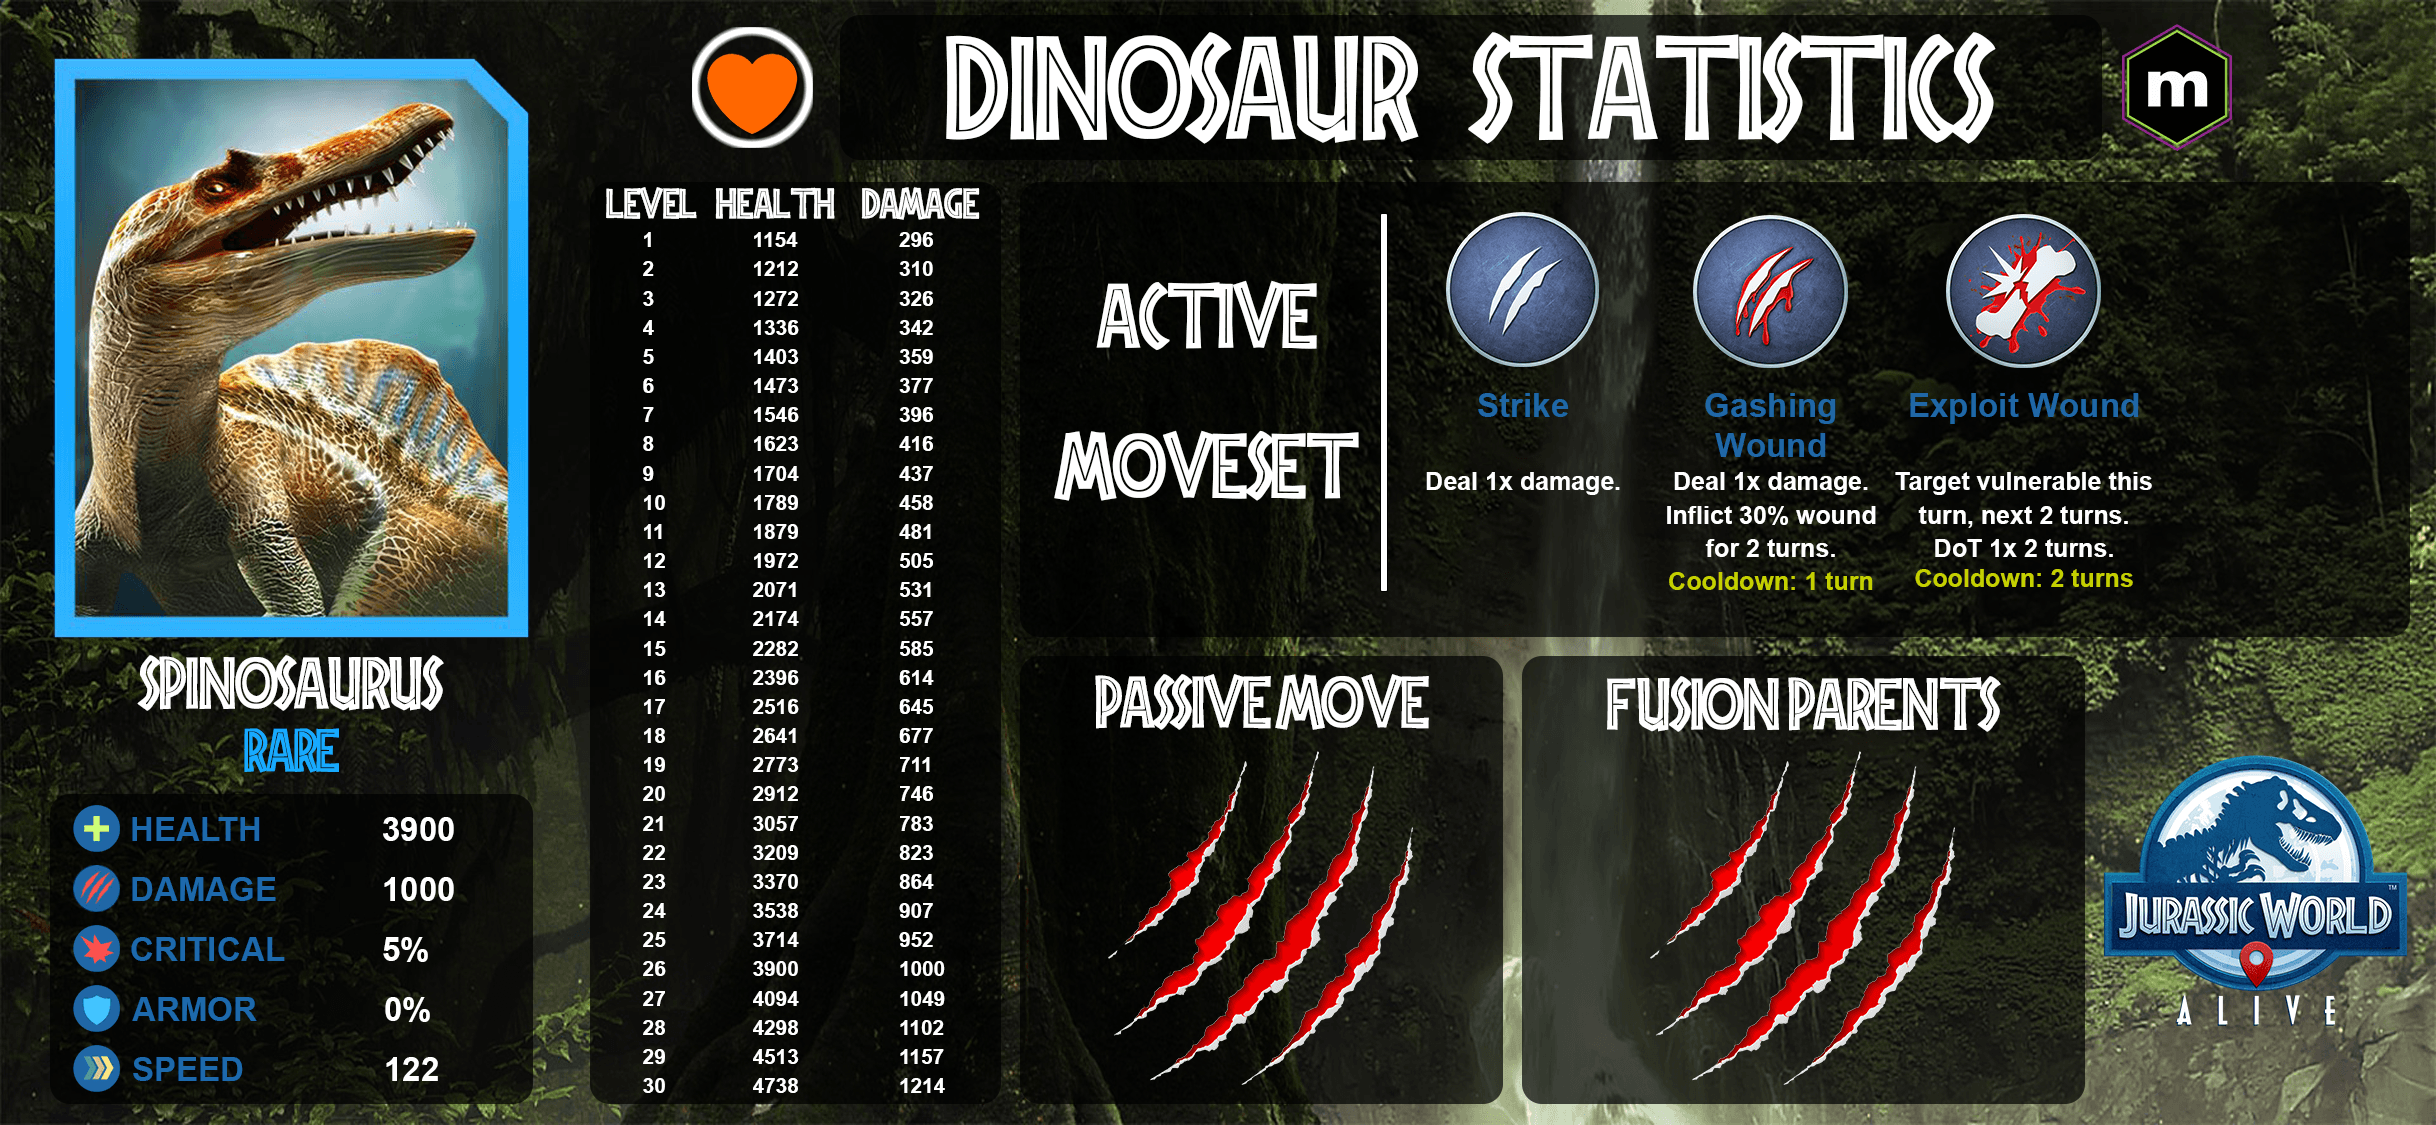 DINOSAUR STATISTICS
m
SPINOSAURUS
RARE
HEALTH 3900
DAMAGE 1000
CRITICAL 5%
ARMOR 0%
SPEED 122
LEVEL HEALTH DAMAGE
1 1154 296
2 1212 310
3 1272 326
4 1336 342
5 1403 359
6 1473 377
7 1546 396
8 1623 416
9 1704 437
10 1789 458
11 1879 481
12 1972 505
13 2071 531
14 2174 557
15 2282 585
16 2396 614
17 2516 645
18 2641 677
19 2773 711
20 2912 746
21 3057 783
22 3209 823
23 3370 864
24 3538 907
25 3714 952
26 3900 1000
27 4094 1049
28 4298 1102
29 4513 1157
30 4738 1214
ACTIVE
MOVESET
Strike
Deal 1x damage.
Gashing
Wound
Deal 1x damage.
Inflict 30% wound
for 2 turns.
Cooldown: 1 turn
Exploit Wound
Target vulnerable this
turn, next 2 turns.
DoT 1x 2 turns.
Cooldown: 2 turns
PASSIVE MOVE
FUSION PARENTS
JURASSIC WORLD™
ALIVE